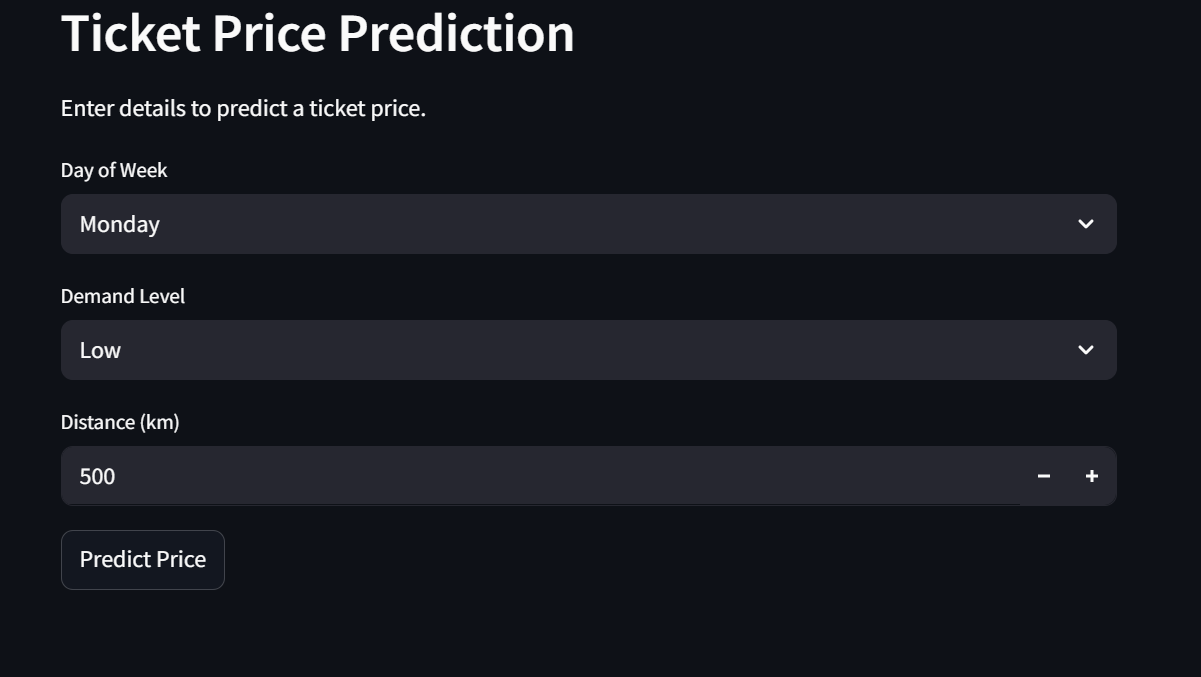 Ticket Price Prediction
Enter details to predict a ticket price.
Day of Week
Monday
Demand Level
Low
Distance (km)
500
Predict Price